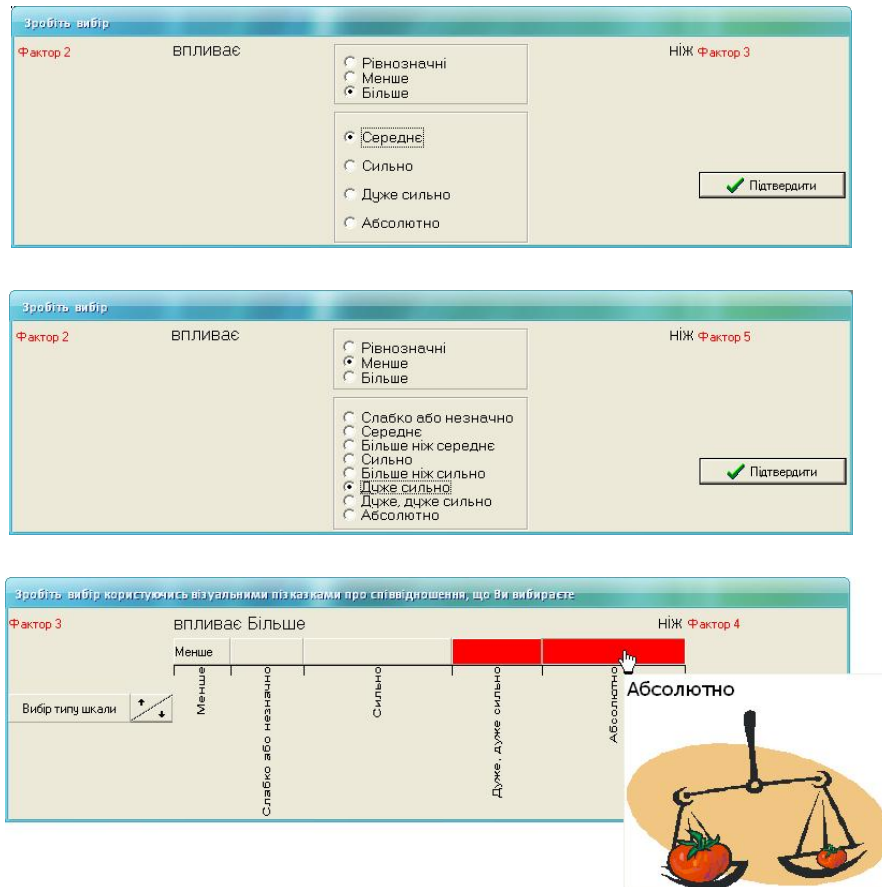 Зробіть вибір
Фактор 2 впливає ніж Фактор 3
Рівнозначні
Менше
Більше
Середнє
Сильно
Дуже сильно
Абсолютно
Підтвердити
Зробіть вибір
Фактор 2 впливає ніж Фактор 5
Рівнозначні
Менше
Більше
Слабко або незначно
Середнє
Більше ніж середнє
Сильно
Більше ніж сильно
Дуже сильно
Дуже, дуже сильно
Абсолютно
Підтвердити
Зробіть вибір користуючись візуальними пізказками про співвідношення, що Ви вибираєте
Фактор 3 впливає Більше ніж Фактор 4
Менше
Вибір типу шкали
Менше
Слабко або незначно
Сильно
Дуже, дуже сильно
Абсолютно
Абсолютно